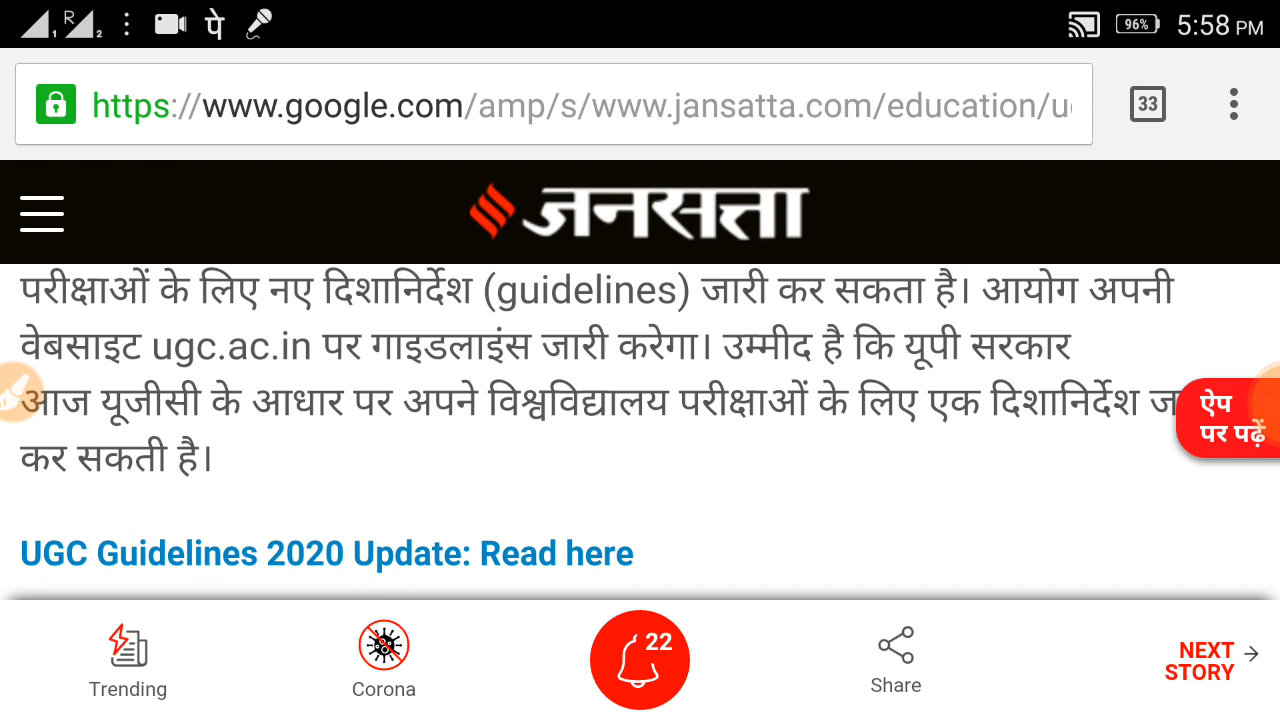 R 1 2 पे 96% 5:58 PM
https://www.google.com/amp/s/www.jansatta.com/education/u 33
जनसत्ता
परीक्षाओं के लिए नए दिशानिर्देश (guidelines) जारी कर सकता है। आयोग अपनी
वेबसाइट ugc.ac.in पर गाइडलाइंस जारी करेगा। उम्मीद है कि यूपी सरकार
आज यूजीसी के आधार पर अपने विश्वविद्यालय परीक्षाओं के लिए एक दिशानिर्देश
ऐप
पर पढ़ें
कर सकती है।
UGC Guidelines 2020 Update: Read here
22
Trending
Corona
Share
NEXT
STORY